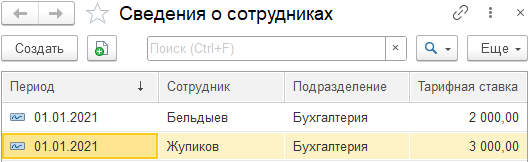 Сведения о сотрудниках
Создать Поиск (Ctrl+F) × Еще
Период ↓ Сотрудник Подразделение Тарифная ставка
01.01.2021 Бельдыев Бухгалтерия 2 000,00
01.01.2021 Жупиков Бухгалтерия 3 000,00